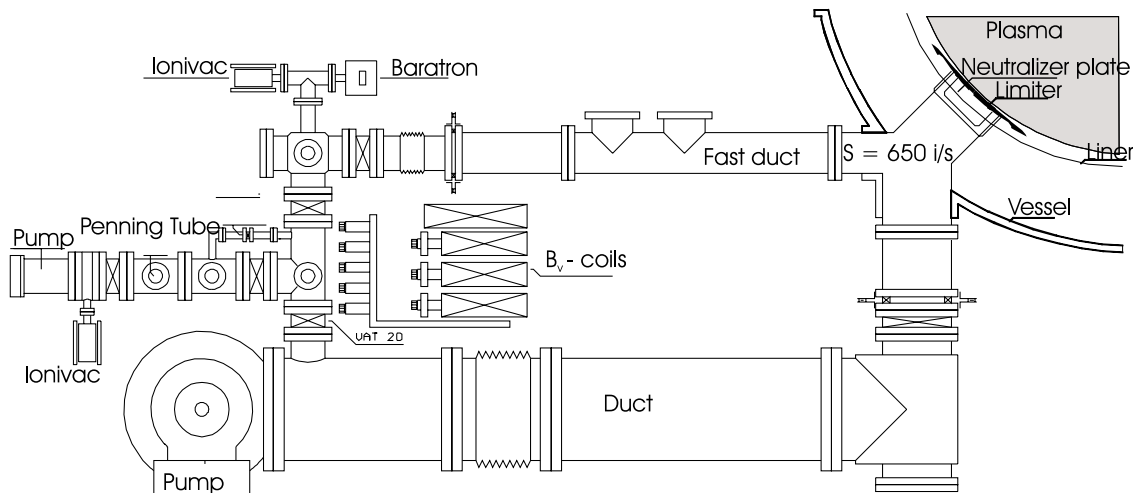 Plasma
Ionivac
Baratron
Neutralizer plate
Limiter
Fast duct
S = 650 i/s
Liner
Penning Tube
Vessel
Pump
Bv - coils
VAT 20
Ionivac
Duct
Pump